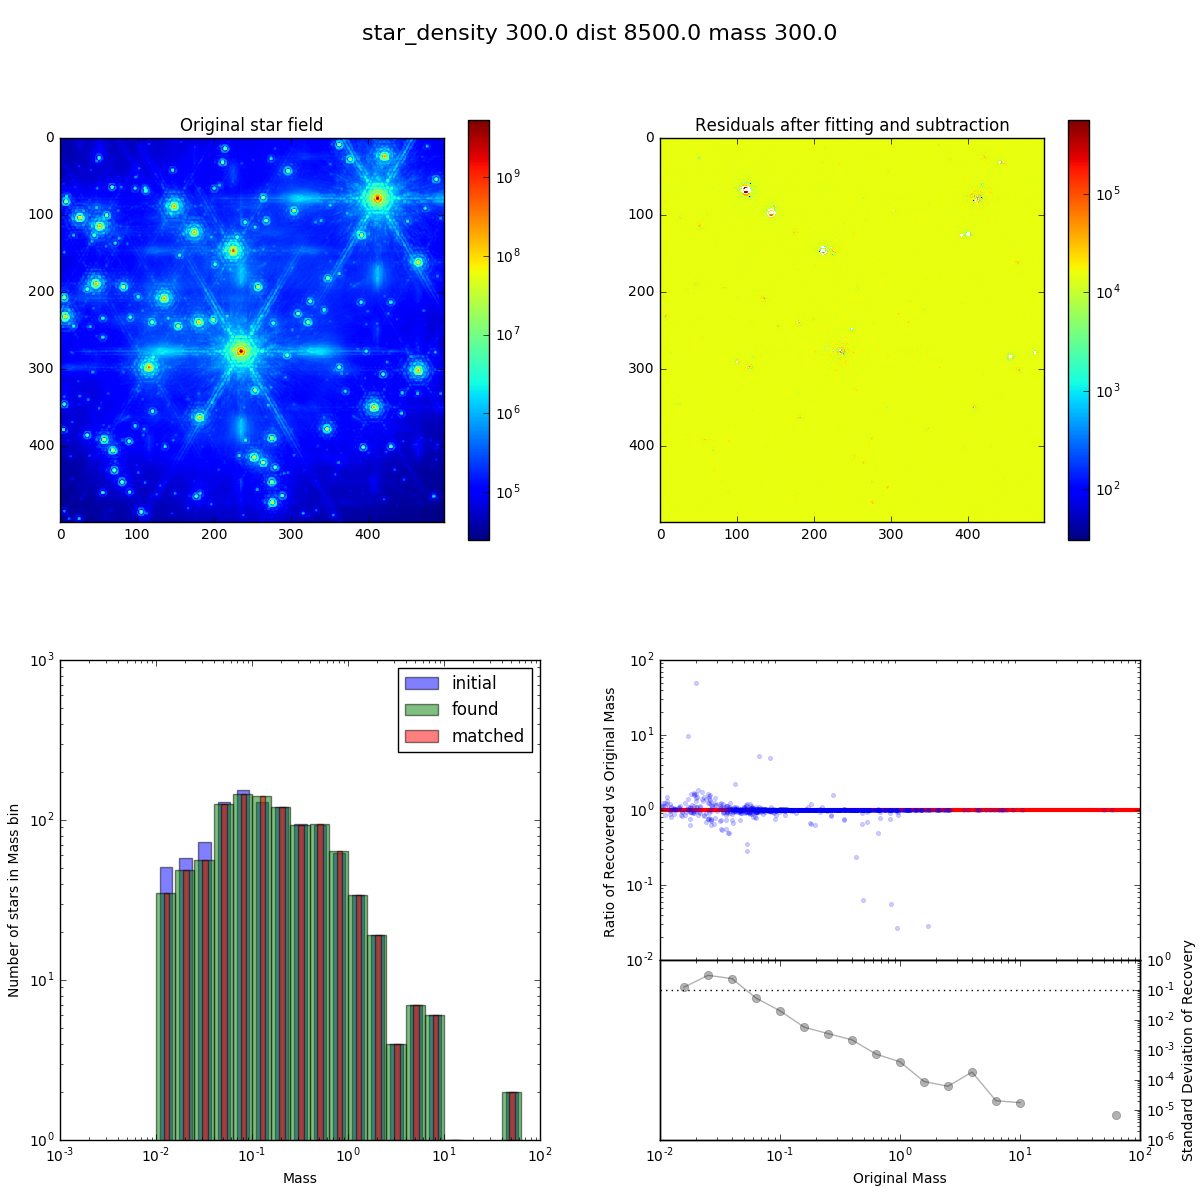 star_density 300.0 dist 8500.0 mass 300.0
Original star field
0
100
200
300
400
0 100 200 300 400
10^9
10^8
10^7
10^6
10^5
Residuals after fitting and subtraction
0
100
200
300
400
0 100 200 300 400
10^5
10^4
10^3
10^2
Number of stars in Mass bin
10^3
10^2
10^1
10^0
initial
found
matched
10^-3 10^-2 10^-1 10^0 10^1 10^2
Mass
Ratio of Recovered vs Original Mass
10^2
10^1
10^0
10^-1
10^-2
10^0
10^-1
10^-2
10^-3
10^-4
10^-5
10^-6
Standard Deviation of Recovery
10^-2 10^-1 10^0 10^1 10^2
Original Mass